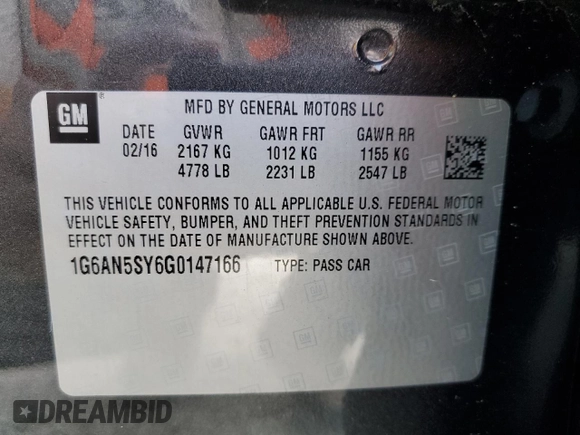 GM
MFD BY GENERAL MOTORS LLC
DATE GVWR GAWR FRT GAWR RR
02/16 2167 KG 1012 KG 1155 KG
4778 LB 2231 LB 2547 LB
THIS VEHICLE CONFORMS TO ALL APPLICABLE U.S. FEDERAL MOTOR
VEHICLE SAFETY, BUMPER, AND THEFT PREVENTION STANDARDS IN
EFFECT ON THE DATE OF MANUFACTURE SHOWN ABOVE.
1G6AN5SY6G0147166 TYPE: PASS CAR
DREAMBID